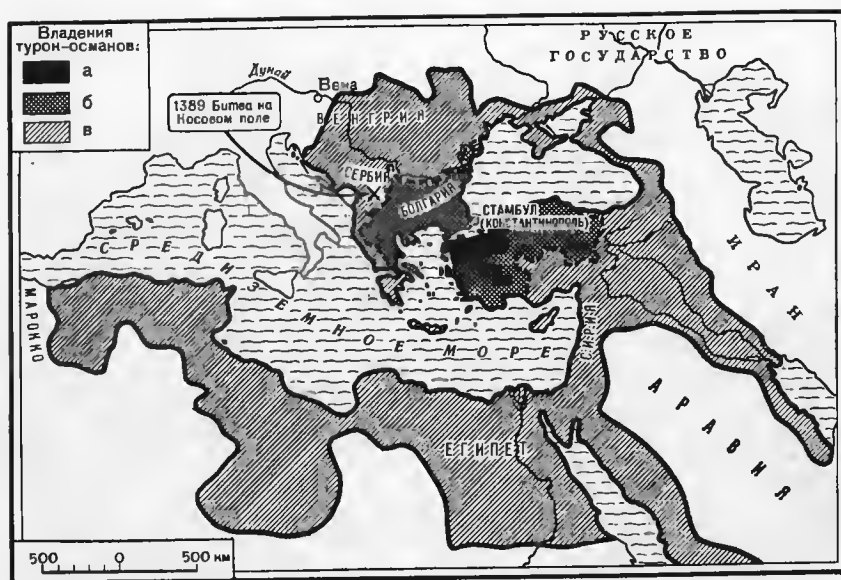 Владения
турок-османов:
а
б
в
1389 Битва на
Косовом поле
Дунай
Вена
РУССКОЕ
ГОСУДАРСТВО
ВЕНГРИЯ
СЕРБИЯ
БОЛГАРИЯ
СТАМБУЛ
(КОНСТАНТИНОПОЛЬ)
СРЕДИЗЕМНОЕ МОРЕ
МАРОККО
СИРИЯ
ИРАН
АРАВИЯ
ЕГИПЕТ
500 0 500 км